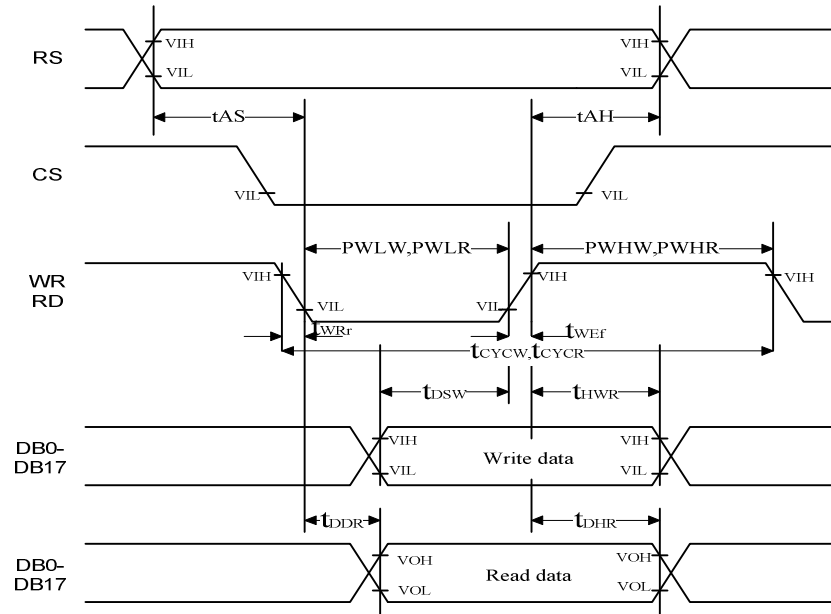 RS
VIH
VIL
VIH
VIL
tAS
tAH
CS
VIL
VIL
PWLW,PWLR
PWHW,PWHR
WR
RD
VIH
VIL
VIL
VIH
VIH
tWRr
tWEf
tCYCW,tCYCR
tDSW
tHWR
DB0-
DB17
VIH
VIL
Write data
VIH
VIL
tDDR
tDHR
DB0-
DB17
VOH
VOL
Read data
VOH
VOL